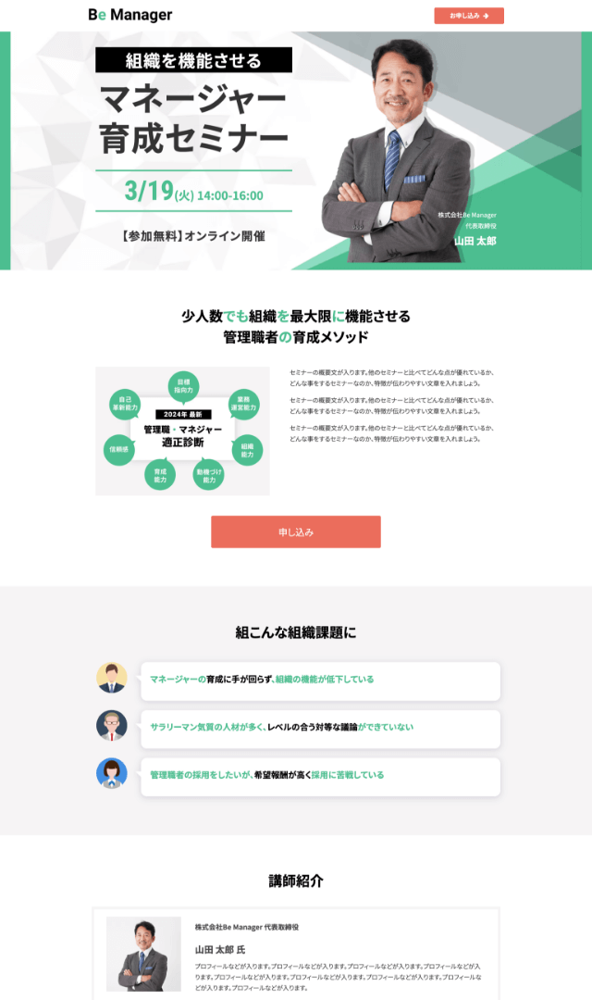 Be Manager
お申し込み
組織を機能させる
マネージャー
育成セミナー
3/19(火) 14:00-16:00
【参加無料】オンライン開催
株式会社Be Manager
代表取締役
山田 太郎
少人数でも組織を最大限に機能させる
管理職者の育成メソッド
目標
指向力
自己
革新能力
業務
運営能力
2024年 最新
管理職・マネジャー
適正診断
信頼感
組織
能力
育成
能力
動機づけ
能力
セミナーの概要文が入ります。他のセミナーと比べてどんな点が優れているか、
どんな事をするセミナーなのか、特徴が伝わりやすい文章を入れましょう。
セミナーの概要文が入ります。他のセミナーと比べてどんな点が優れているか、
どんな事をするセミナーなのか、特徴が伝わりやすい文章を入れましょう。
セミナーの概要文が入ります。他のセミナーと比べてどんな点が優れているか、
どんな事をするセミナーなのか、特徴が伝わりやすい文章を入れましょう。
申し込み
組こんな組織課題に
マネージャーの育成に手が回らず、組織の機能が低下している
サラリーマン気質の人材が多く、レベルの合う対等な議論ができていない
管理職者の採用をしたいが、希望報酬が高く採用に苦戦している
講師紹介
株式会社Be Manager 代表取締役
山田 太郎 氏
プロフィールなどが入ります。プロフィールなどが入ります。プロフィールなどが入ります。プロフィールなどが入
ります。プロフィールなどが入ります。プロフィールなどが入ります。プロフィールなどが入ります。プロフィールな
どが入ります。プロフィールなどが入ります。